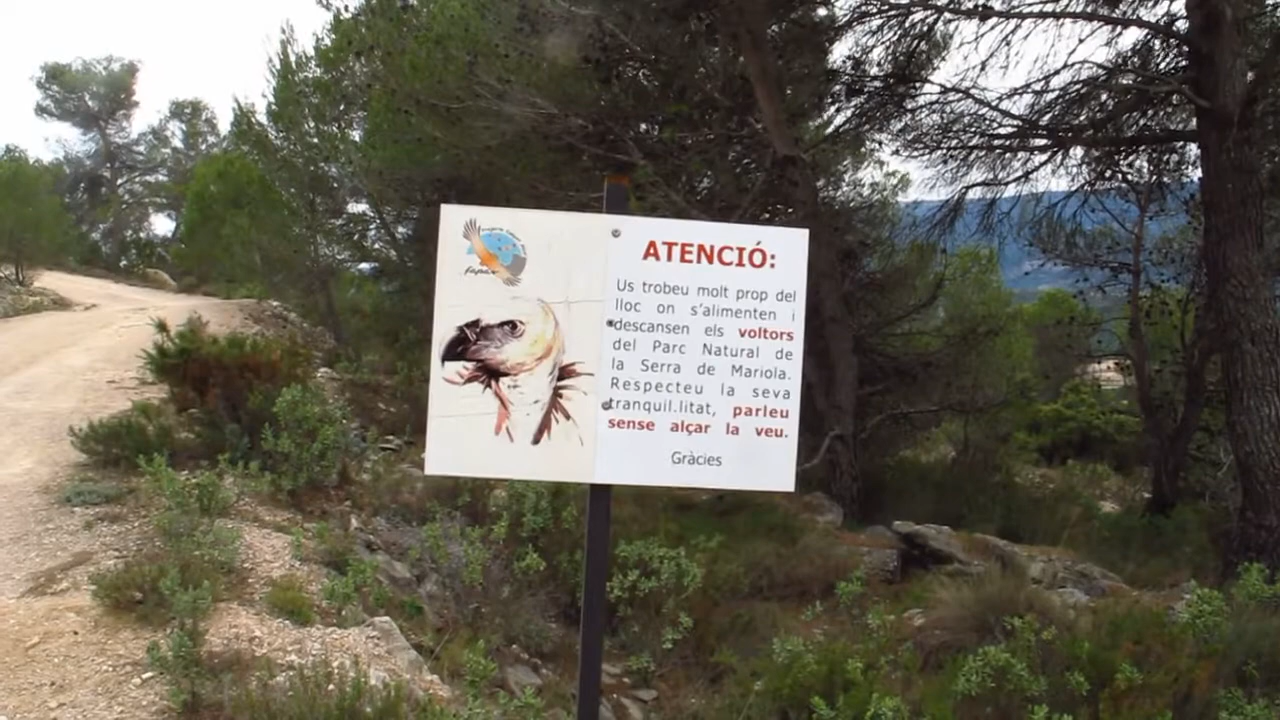 fapas
ATENCIÓ:
Us trobeu molt prop del
lloc on s'alimenten i
descansen els voltors
del Parc Natural de
la Serra de Mariola.
Respecteu la seva
tranquil.litat, parleu
sense alçar la veu.
Gràcies